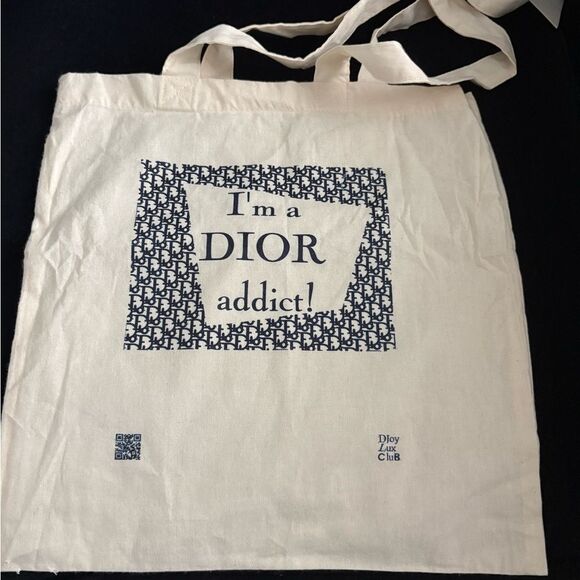 I'm a
DIOR
addict!
DJoy
Lux
CluB